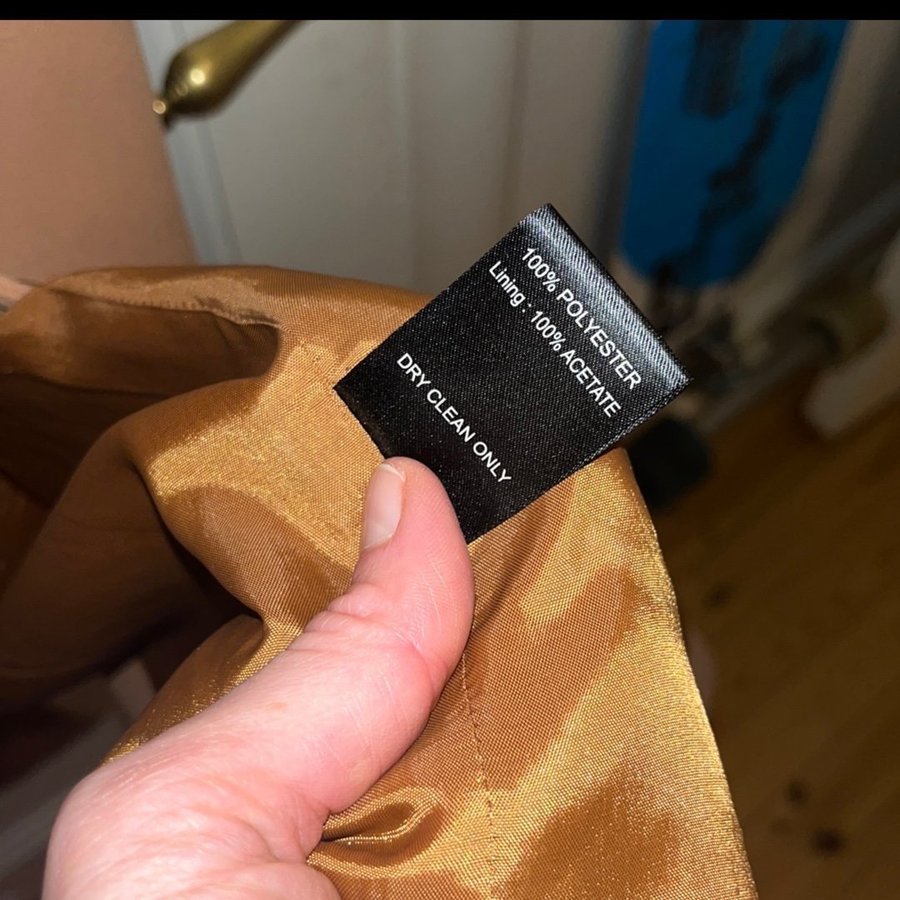 100% POLYESTER
Lining : 100% ACETATE
DRY CLEAN ONLY